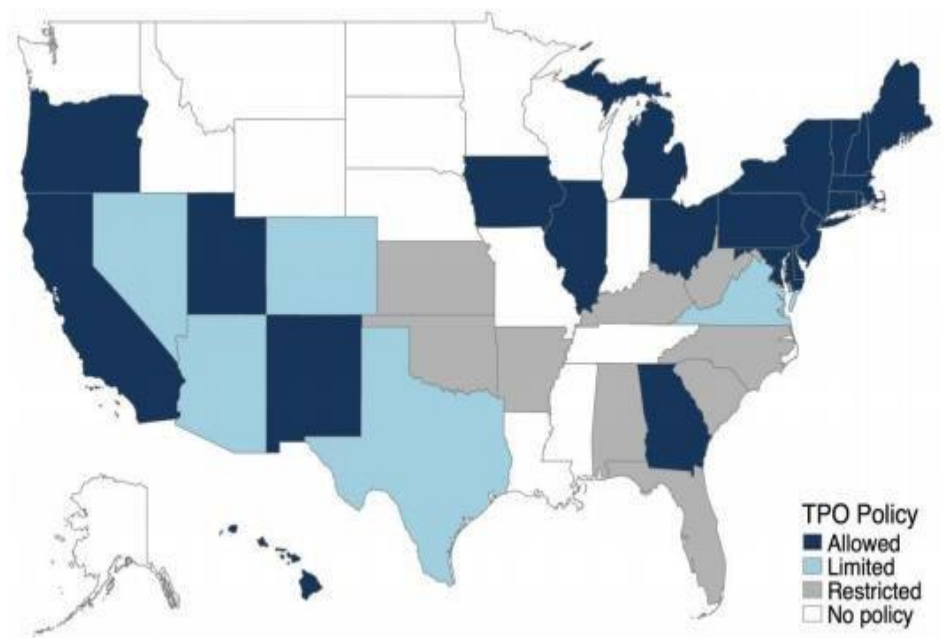 TPO Policy
Allowed
Limited
Restricted
No policy